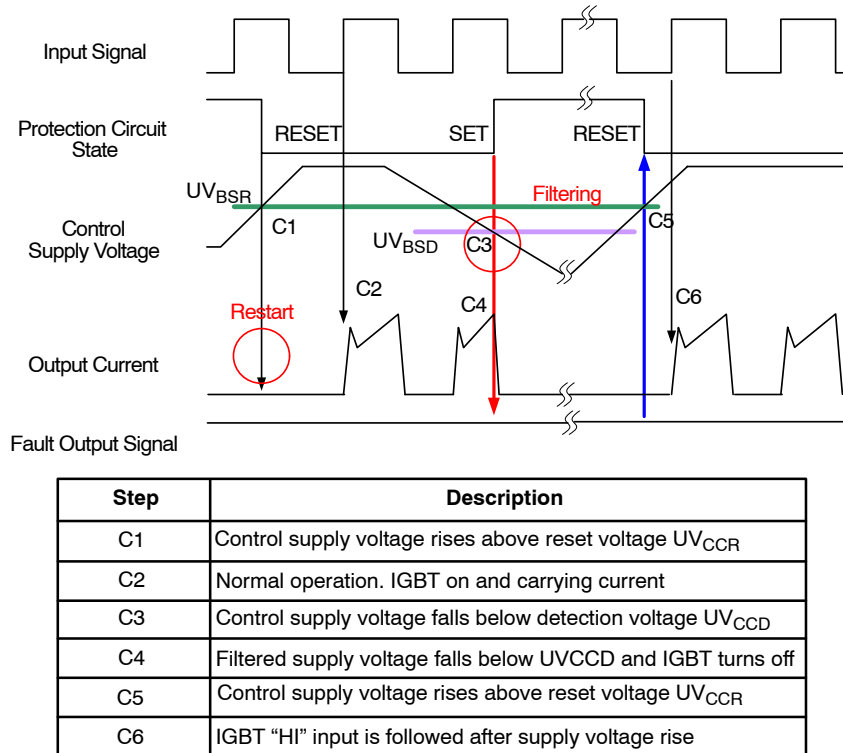 Input Signal
Protection Circuit
State
RESET
SET
RESET
UVBSR
Filtering
C1
C5
Control
Supply Voltage
UVBSD
C3
C2
C4
C6
Restart
Output Current
Fault Output Signal
Step Description
C1 Control supply voltage rises above reset voltage UVCCR
C2 Normal operation. IGBT on and carrying current
C3 Control supply voltage falls below detection voltage UVCCD
C4 Filtered supply voltage falls below UVCCD and IGBT turns off
C5 Control supply voltage rises above reset voltage UVCCR
C6 IGBT “HI” input is followed after supply voltage rise